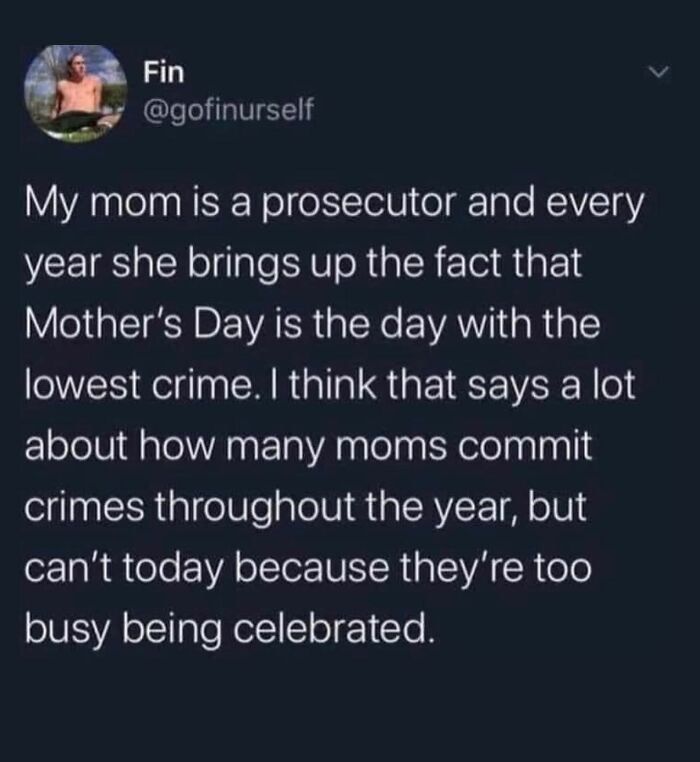 Fin
@gofinurself
My mom is a prosecutor and every
year she brings up the fact that
Mother's Day is the day with the
lowest crime. I think that says a lot
about how many moms commit
crimes throughout the year, but
can't today because they're too
busy being celebrated.